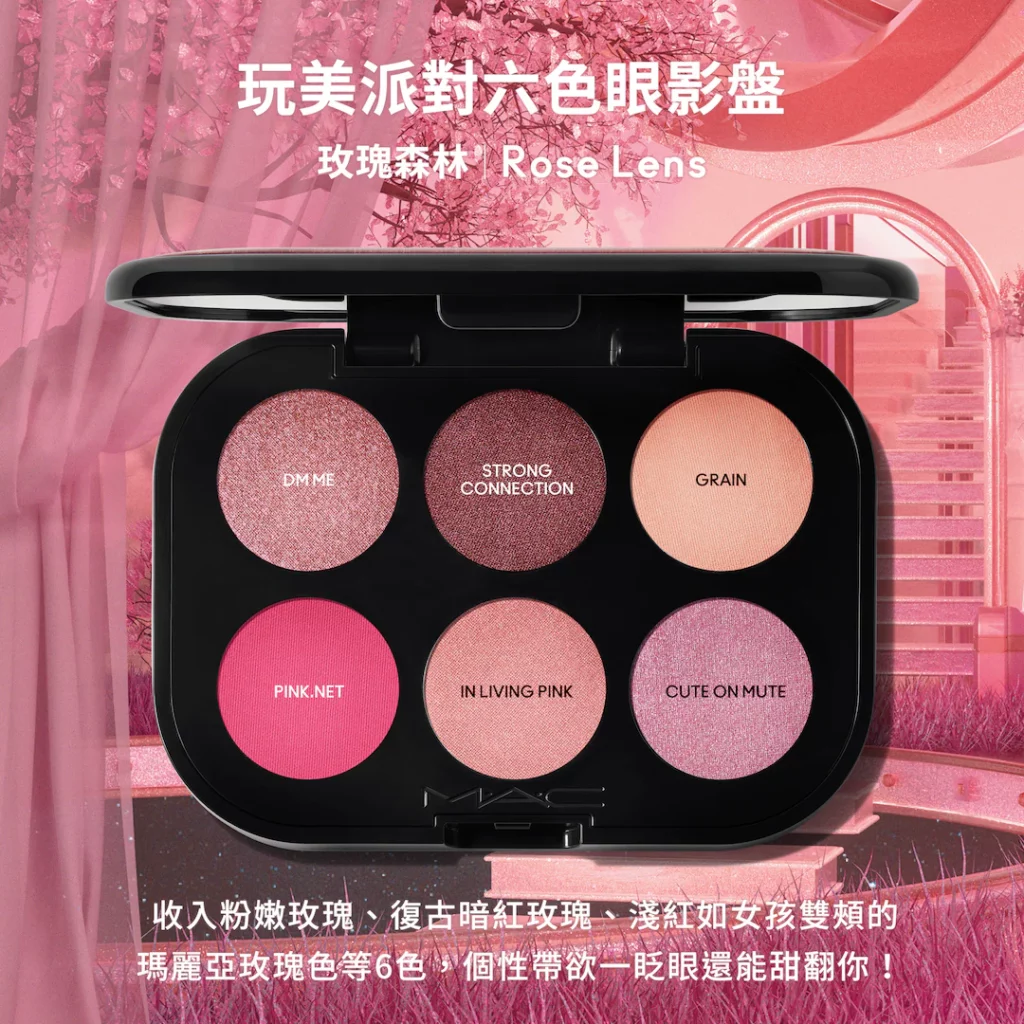 玩美派對六色眼影盤
玫瑰森林 | Rose Lens
DM ME
STRONG
CONNECTION
GRAIN
PINK.NET
IN LIVING PINK
CUTE ON MUTE
M·A·C
收入粉嫩玫瑰、復古暗紅玫瑰、淺紅如女孩雙頰的
瑪麗亞玫瑰色等6色，個性帶欲一眨眼還能甜翻你！